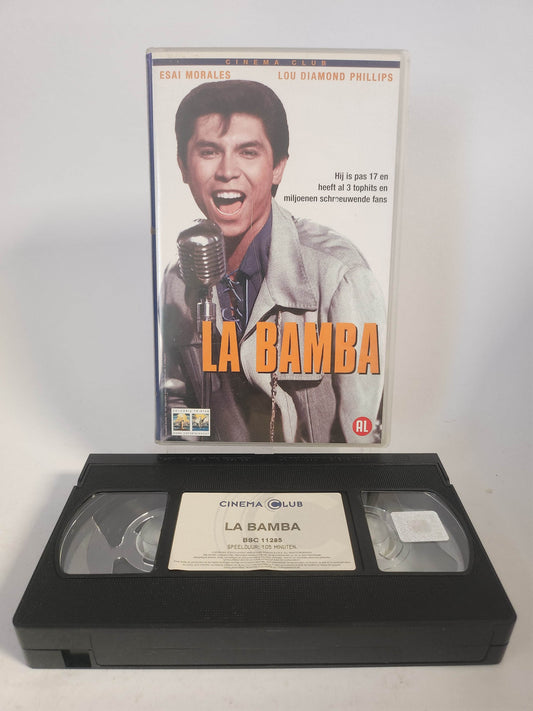 CINEMA CLUB
ESAI MORALES LOU DIAMOND PHILLIPS
Hij is pas 17 en
heeft al 3 tophits en
miljoenen schreeuwende fans
LA BAMBA
AL
CINEMA CLUB
LA BAMBA
BSC 11285
SPEELDUUR: 105 MINUTEN